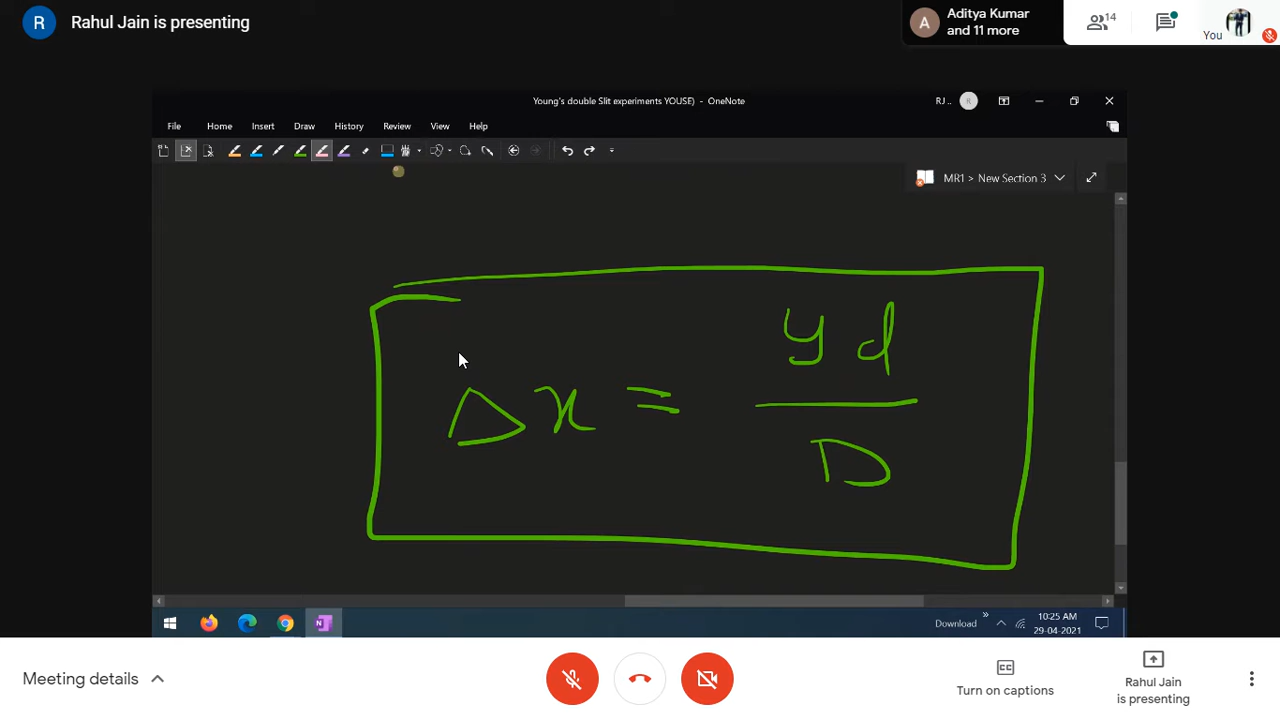 R Rahul Jain is presenting
A Aditya Kumar and 11 more
14
You
Young's double Slit experiments YOUSE) - OneNote
RJ ..
R
File Home Insert Draw History Review View Help
MR1 > New Section 3
Δx = yd / D
Download
10:25 AM
29-04-2021
Meeting details
CC
Turn on captions
Rahul Jain
is presenting